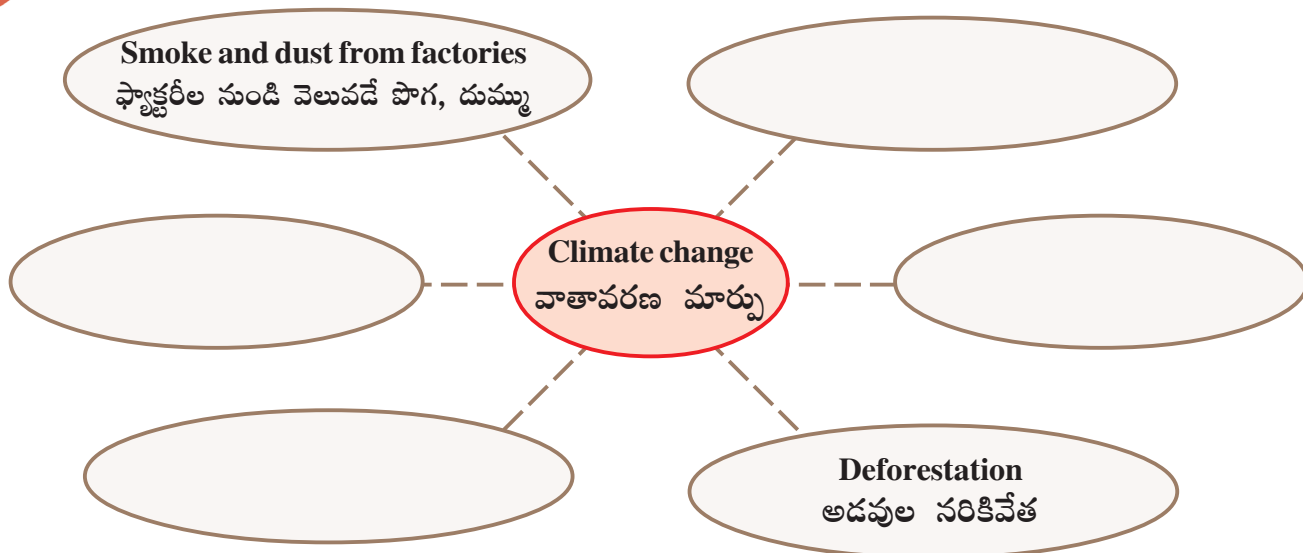 Smoke and dust from factories
ఫ్యాక్టరీల నుండి వెలువడే పొగ, దుమ్ము
Climate change
వాతావరణ మార్పు
Deforestation
అడవుల నరికివేత